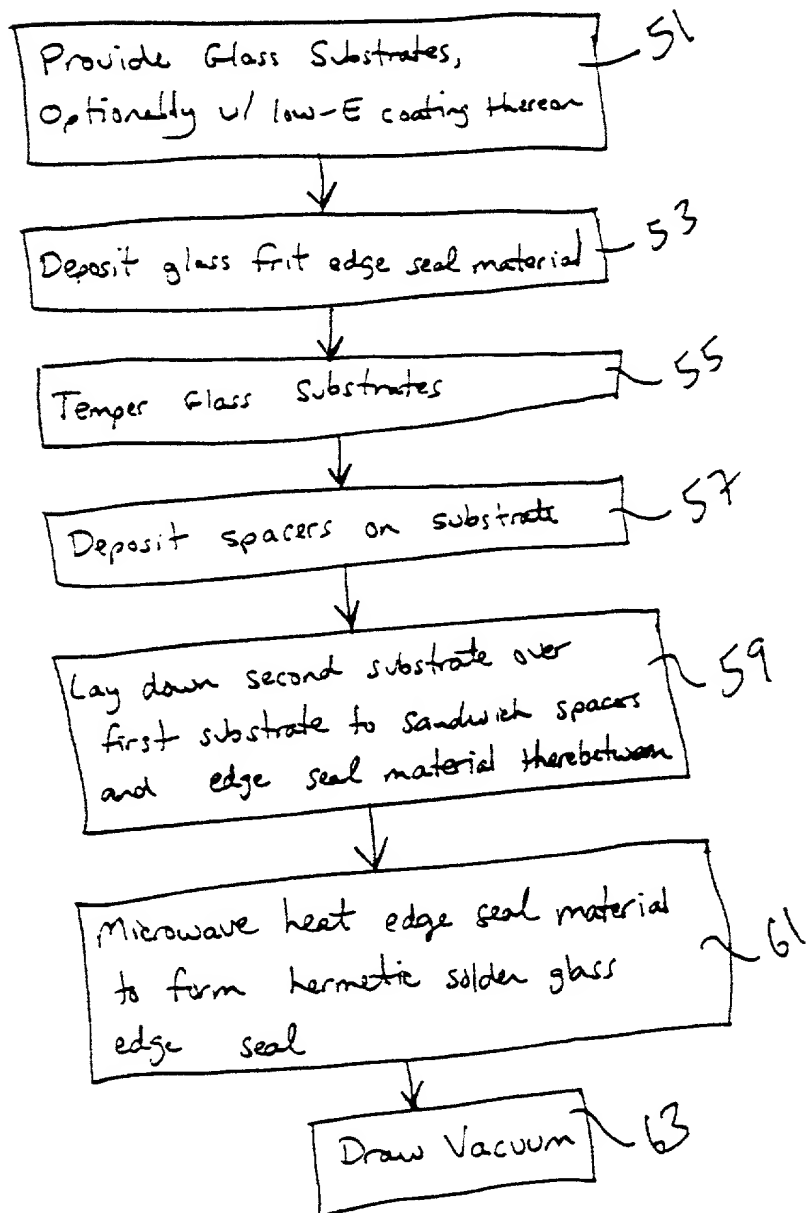 Provide Glass Substrates, 51
Optionally w/ low-E coating thereon
Deposit glass frit edge seal material 53
Temper Glass Substrates 55
Deposit spacers on substrate 57
Lay down second substrate over 59
first substrate to sandwich spacers
and edge seal material therebetween
Microwave heat edge seal material 61
to form hermetic solder glass
edge seal
Draw Vacuum 63